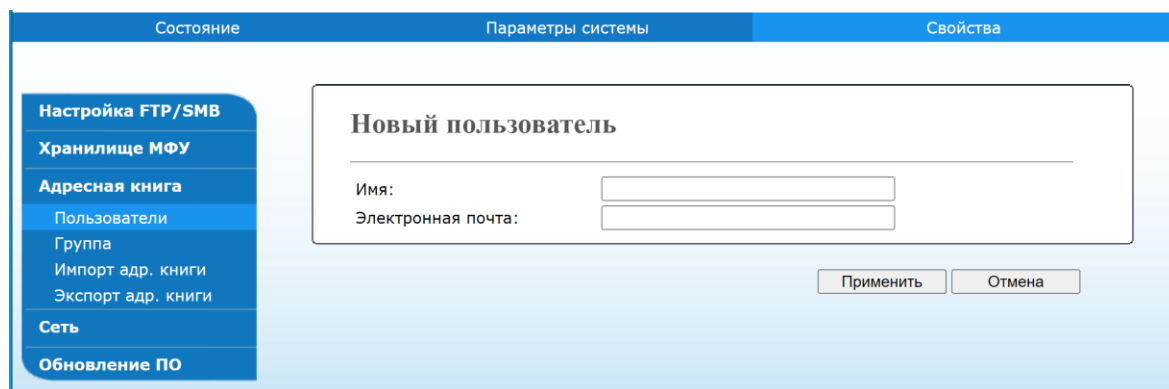 Состояние Параметры системы Свойства
Настройка FTP/SMB
Хранилище МФУ
Адресная книга
Пользователи
Группа
Импорт адр. книги
Экспорт адр. книги
Сеть
Обновление ПО
Новый пользователь
Имя:
Электронная почта:
Применить Отмена